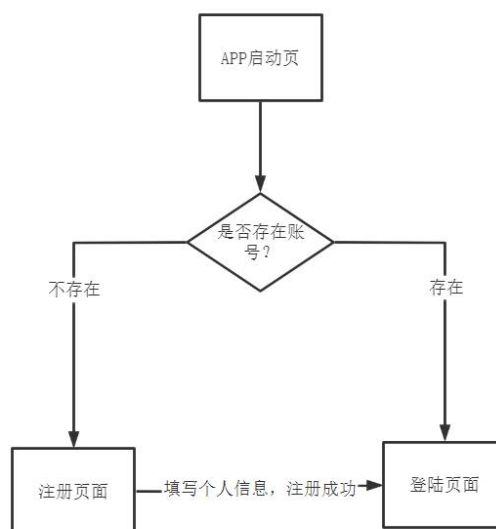 APP启动页
是否存在账
号？
不存在
存在
注册页面
填写个人信息，注册成功
登陆页面